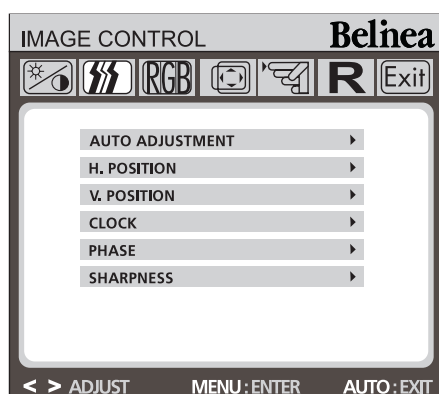 IMAGE CONTROL Belinea
RGB R Exit
AUTO ADJUSTMENT
H. POSITION
V. POSITION
CLOCK
PHASE
SHARPNESS
< > ADJUST MENU : ENTER AUTO : EXIT